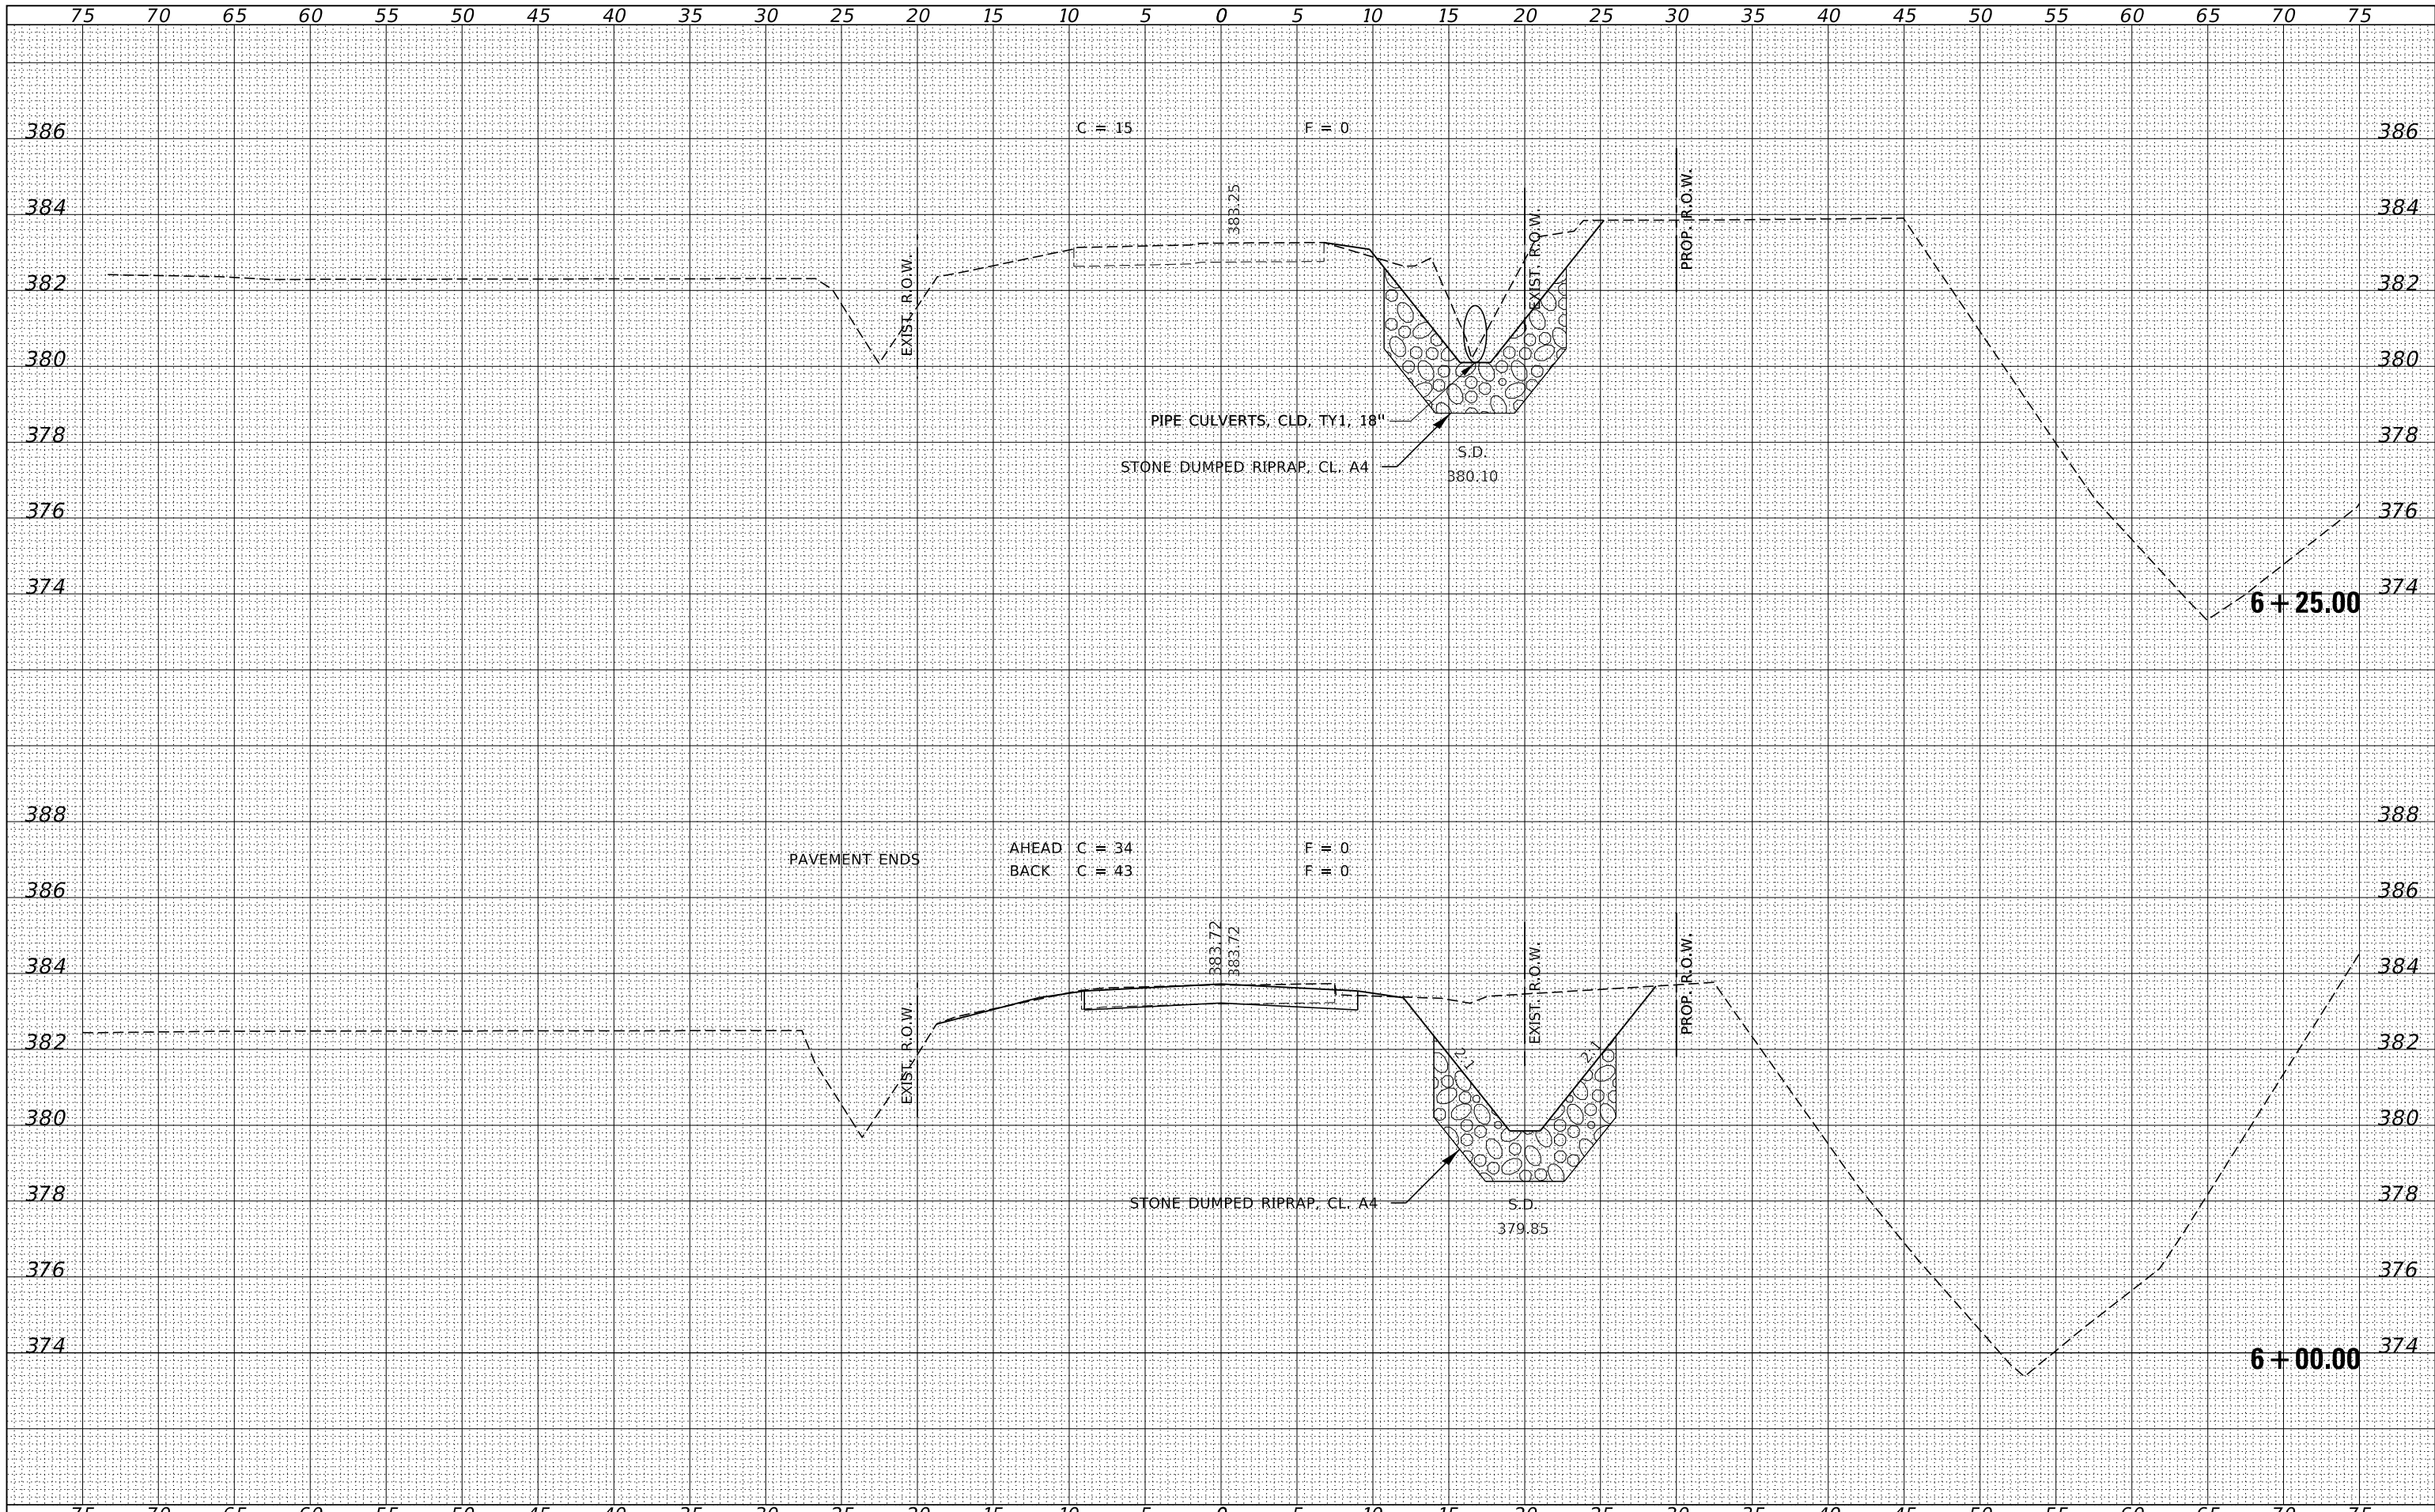 75 70 65 60 55 50 45 40 35 30 25 20 15 10 5 0 5 10 15 20 25 30 35 40 45 50 55 60 65 70 75
386 C = 15 F = 0 386
384 383.25 EXIST. R.O.W. PROP. R.O.W. 384
382 EXIST. R.O.W. 382
380 380
PIPE CULVERTS, CLD, TY1, 18"
378 378
S.D.
STONE DUMPED RIPRAP, CL. A4
380.10
376 376
374 374
6 + 25.00
388 388
AHEAD C = 34 F = 0
PAVEMENT ENDS
BACK C = 43 F = 0
386 386
384 383.72 383.72 EXIST. R.O.W. PROP. R.O.W. 384
382 EXIST. R.O.W. 2:1 2:1 382
380 380
378 378
STONE DUMPED RIPRAP, CL. A4 S.D.
379.85
376 376
374 374
6 + 00.00
75 70 65 60 55 50 45 40 35 30 25 20 15 10 5 0 5 10 15 20 25 30 35 40 45 50 55 60 65 70 75